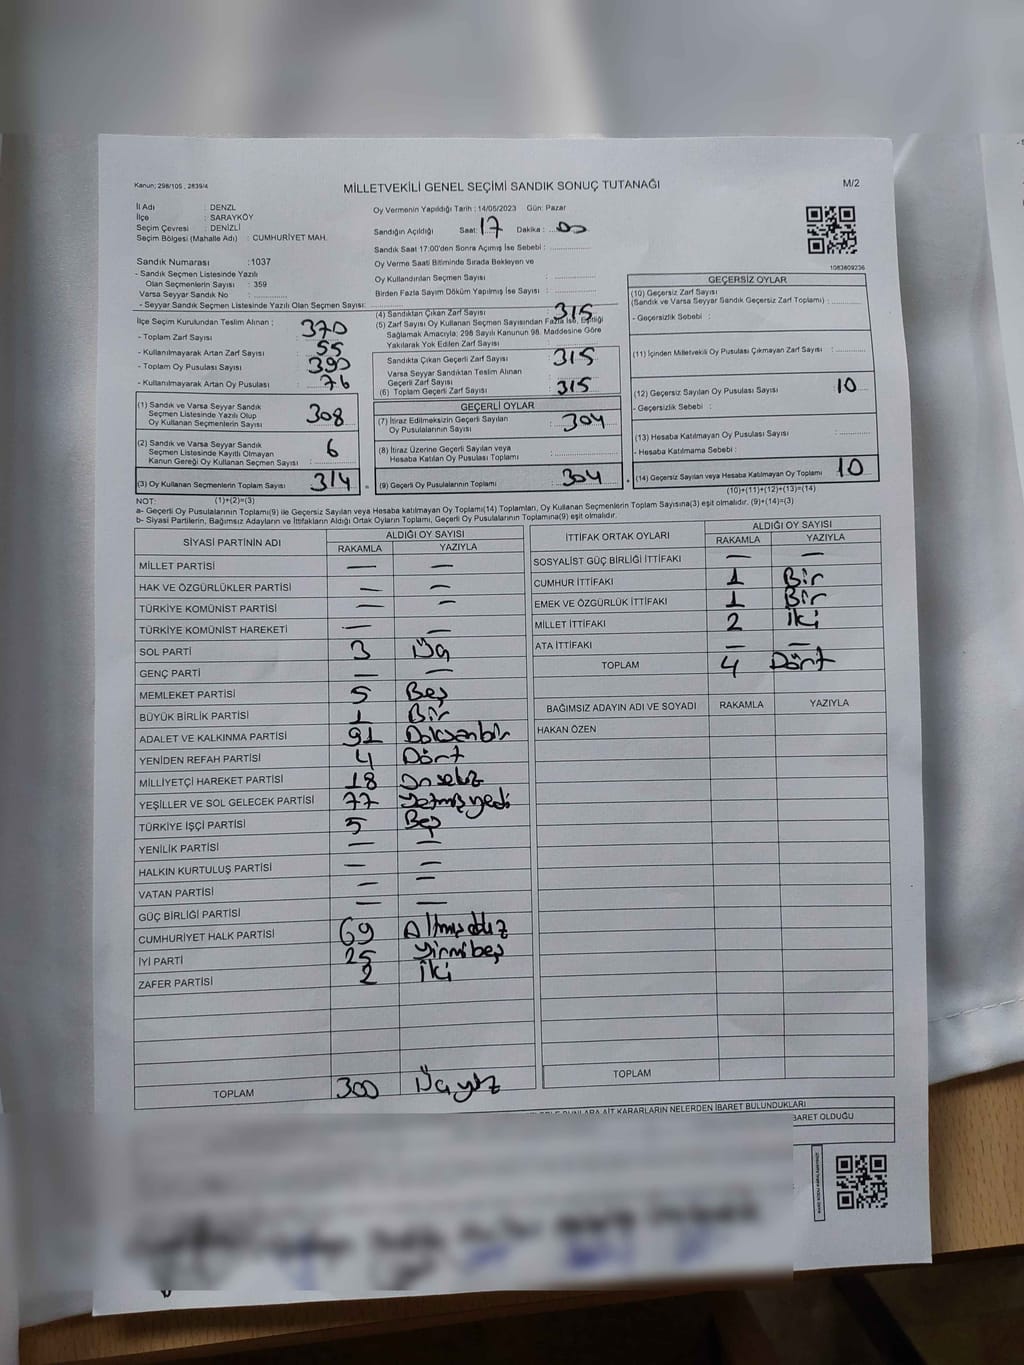 Kanun; 298/105 , 2839/4
MİLLETVEKİLİ GENEL SEÇİMİ SANDIK SONUÇ TUTANAĞI
M/2
İl Adı : DENZL
İlçe : SARAYKÖY
Seçim Çevresi : DENİZLİ
Seçim Bölgesi (Mahalle Adı) : CUMHURİYET MAH.
Sandık Numarası : 1037
- Sandık Seçmen Listesinde Yazılı
Olan Seçmenlerin Sayısı : 359
Varsa Seyyar Sandık No :
- Seyyar Sandık Seçmen Listesinde Yazılı Olan Seçmen Sayısı:
Oy Vermenin Yapıldığı Tarih : 14/05/2023 Gün: Pazar
Sandığın Açıldığı Saat: 17 Dakika : 00
Sandık Saat 17:00'den Sonra Açımış İse Sebebi :
Oy Verme Saati Bitiminde Sırada Bekleyen ve
Oy Kullandırılan Seçmen Sayısı :
Birden Fazla Sayım Döküm Yapılmış İse Sayısı :
1083809236
İlçe Seçim Kurulundan Teslim Alınan ;
- Toplam Zarf Sayısı : 370
- Kullanılmayarak Artan Zarf Sayısı : 55
- Toplam Oy Pusulası Sayısı : 390
- Kullanılmayarak Artan Oy Pusulası : 76
(1) Sandık ve Varsa Seyyar Sandık
Seçmen Listesinde Yazılı Olup
Oy Kullanan Seçmenlerin Sayısı : 308
(2) Sandık ve Varsa Seyyar Sandık
Seçmen Listesinde Kayıtlı Olmayan
Kanun Gereği Oy Kullanan Seçmen Sayısı : 6
(3) Oy Kullanan Seçmenlerin Toplam Sayısı : 314
(4) Sandıktan Çıkan Zarf Sayısı : 315
(5) Zarf Sayısı Oy Kullanan Seçmen Sayısından Fazla İse, Eşitliği
Sağlamak Amacıyla; 298 Sayılı Kanunun 98. Maddesine Göre
Yakılarak Yok Edilen Zarf Sayısı :
Sandıkta Çıkan Geçerli Zarf Sayısı : 315
Varsa Seyyar Sandıktan Teslim Alınan
Geçerli Zarf Sayısı :
(6) Toplam Geçerli Zarf Sayısı : 315
GEÇERLİ OYLAR
(7) İtiraz Edilmeksizin Geçerli Sayılan
Oy Pusulalarının Sayısı : 304
(8) İtiraz Üzerine Geçerli Sayılan veya
Hesaba Katılan Oy Pusulası Toplamı :
(9) Geçerli Oy Pusulalarının Toplamı : 304
GEÇERSİZ OYLAR
(10) Geçersiz Zarf Sayısı
(Sandık ve Varsa Seyyar Sandık Geçersiz Zarf Toplamı) :
- Geçersizlik Sebebi :
(11) İçinden Milletvekili Oy Pusulası Çıkmayan Zarf Sayısı :
(12) Geçersiz Sayılan Oy Pusulası Sayısı : 10
- Geçersizlik Sebebi :
(13) Hesaba Katılmayan Oy Pusulası Sayısı :
- Hesaba Katılmama Sebebi :
(14) Geçersiz Sayılan veya Hesaba Katılmayan Oy Toplamı : 10
NOT: (1)+(2)=(3)
(10)+(11)+(12)+(13)=(14)
a- Geçerli Oy Pusulalarının Toplamı(9) ile Geçersiz Sayılan veya Hesaba katılmayan Oy Toplamı(14) Toplamları, Oy Kullanan Seçmenlerin Toplam Sayısına(3) eşit olmalıdır. (9)+(14)=(3)
b- Siyasi Partilerin, Bağımsız Adayların ve İttifakların Aldığı Ortak Oyların Toplamı, Geçerli Oy Pusulalarının Toplamına(9) eşit olmalıdır.
SİYASİ PARTİNİN ADI ALDIĞI OY SAYISI
RAKAMLA YAZIYLA
MİLLET PARTİSİ — —
HAK VE ÖZGÜRLÜKLER PARTİSİ — —
TÜRKİYE KOMÜNİST PARTİSİ — —
TÜRKİYE KOMÜNİST HAREKETİ — —
SOL PARTİ 3 Üç
GENÇ PARTİ — —
MEMLEKET PARTİSİ 5 Beş
BÜYÜK BİRLİK PARTİSİ 1 Bir
ADALET VE KALKINMA PARTİSİ 91 Doksanbir
YENİDEN REFAH PARTİSİ 4 Dört
MİLLİYETÇİ HAREKET PARTİSİ 18 Onsekiz
YEŞİLLER VE SOL GELECEK PARTİSİ 77 Yetmişyedi
TÜRKİYE İŞÇİ PARTİSİ 5 Beş
YENİLİK PARTİSİ — —
HALKIN KURTULUŞ PARTİSİ — —
VATAN PARTİSİ — —
GÜÇ BİRLİĞİ PARTİSİ — —
CUMHURİYET HALK PARTİSİ 69 Altmışdokuz
İYİ PARTİ 25 Yirmibeş
ZAFER PARTİSİ 2 İki
TOPLAM 300 Üçyüz
İTTİFAK ORTAK OYLARI ALDIĞI OY SAYISI
RAKAMLA YAZIYLA
SOSYALİST GÜÇ BİRLİĞİ İTTİFAKI — —
CUMHUR İTTİFAKI 1 Bir
EMEK VE ÖZGÜRLÜK İTTİFAKI 1 Bir
MİLLET İTTİFAKI 2 İki
ATA İTTİFAKI — —
TOPLAM 4 Dört
BAĞIMSIZ ADAYIN ADI VE SOYADI RAKAMLA YAZIYLA
HAKAN ÖZEN
TOPLAM
BUNLARA AİT KARARLARIN NELERDEN İBARET BULUNDUKLARI
BARET OLDUĞU